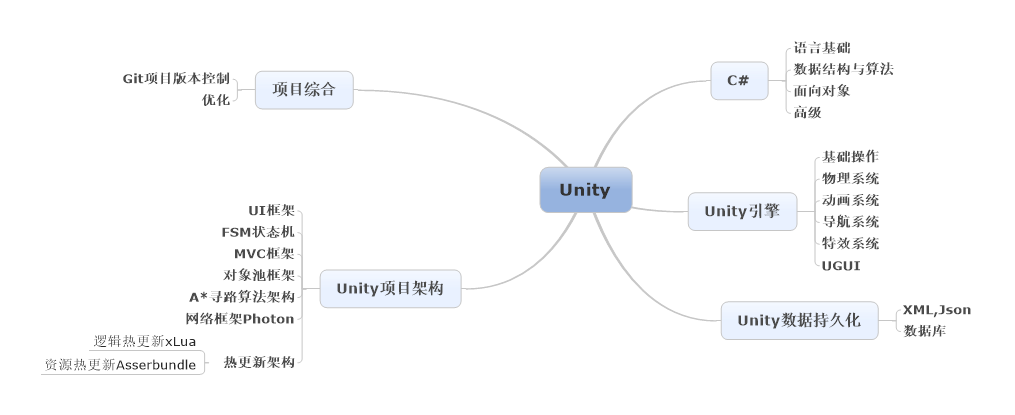 Unity
C#
语言基础
数据结构与算法
面向对象
高级
Unity引擎
基础操作
物理系统
动画系统
导航系统
特效系统
UGUI
Unity数据持久化
XML,Json
数据库
项目综合
Git项目版本控制
优化
Unity项目架构
UI框架
FSM状态机
MVC框架
对象池框架
A*寻路算法架构
网络框架Photon
热更新架构
逻辑热更新xLua
资源热更新Asserbundle